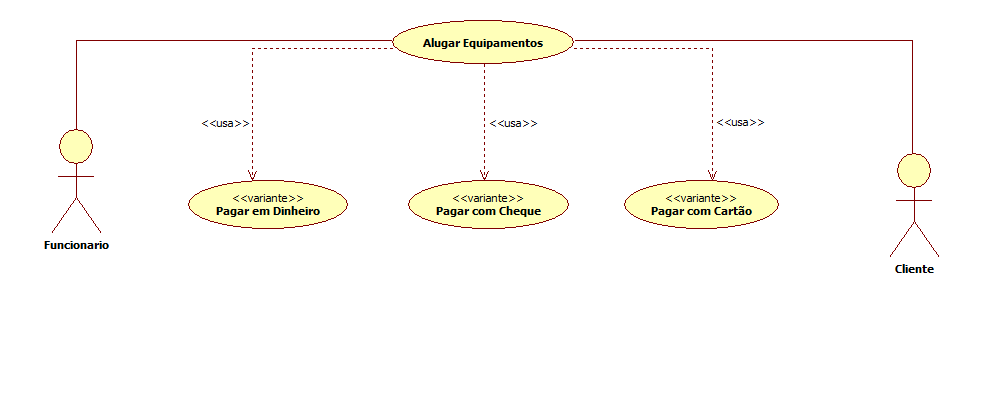 Alugar Equipamentos
<<usa>>
<<usa>>
<<usa>>
<<variante>>
Pagar em Dinheiro
<<variante>>
Pagar com Cheque
<<variante>>
Pagar com Cartão
Funcionario
Cliente